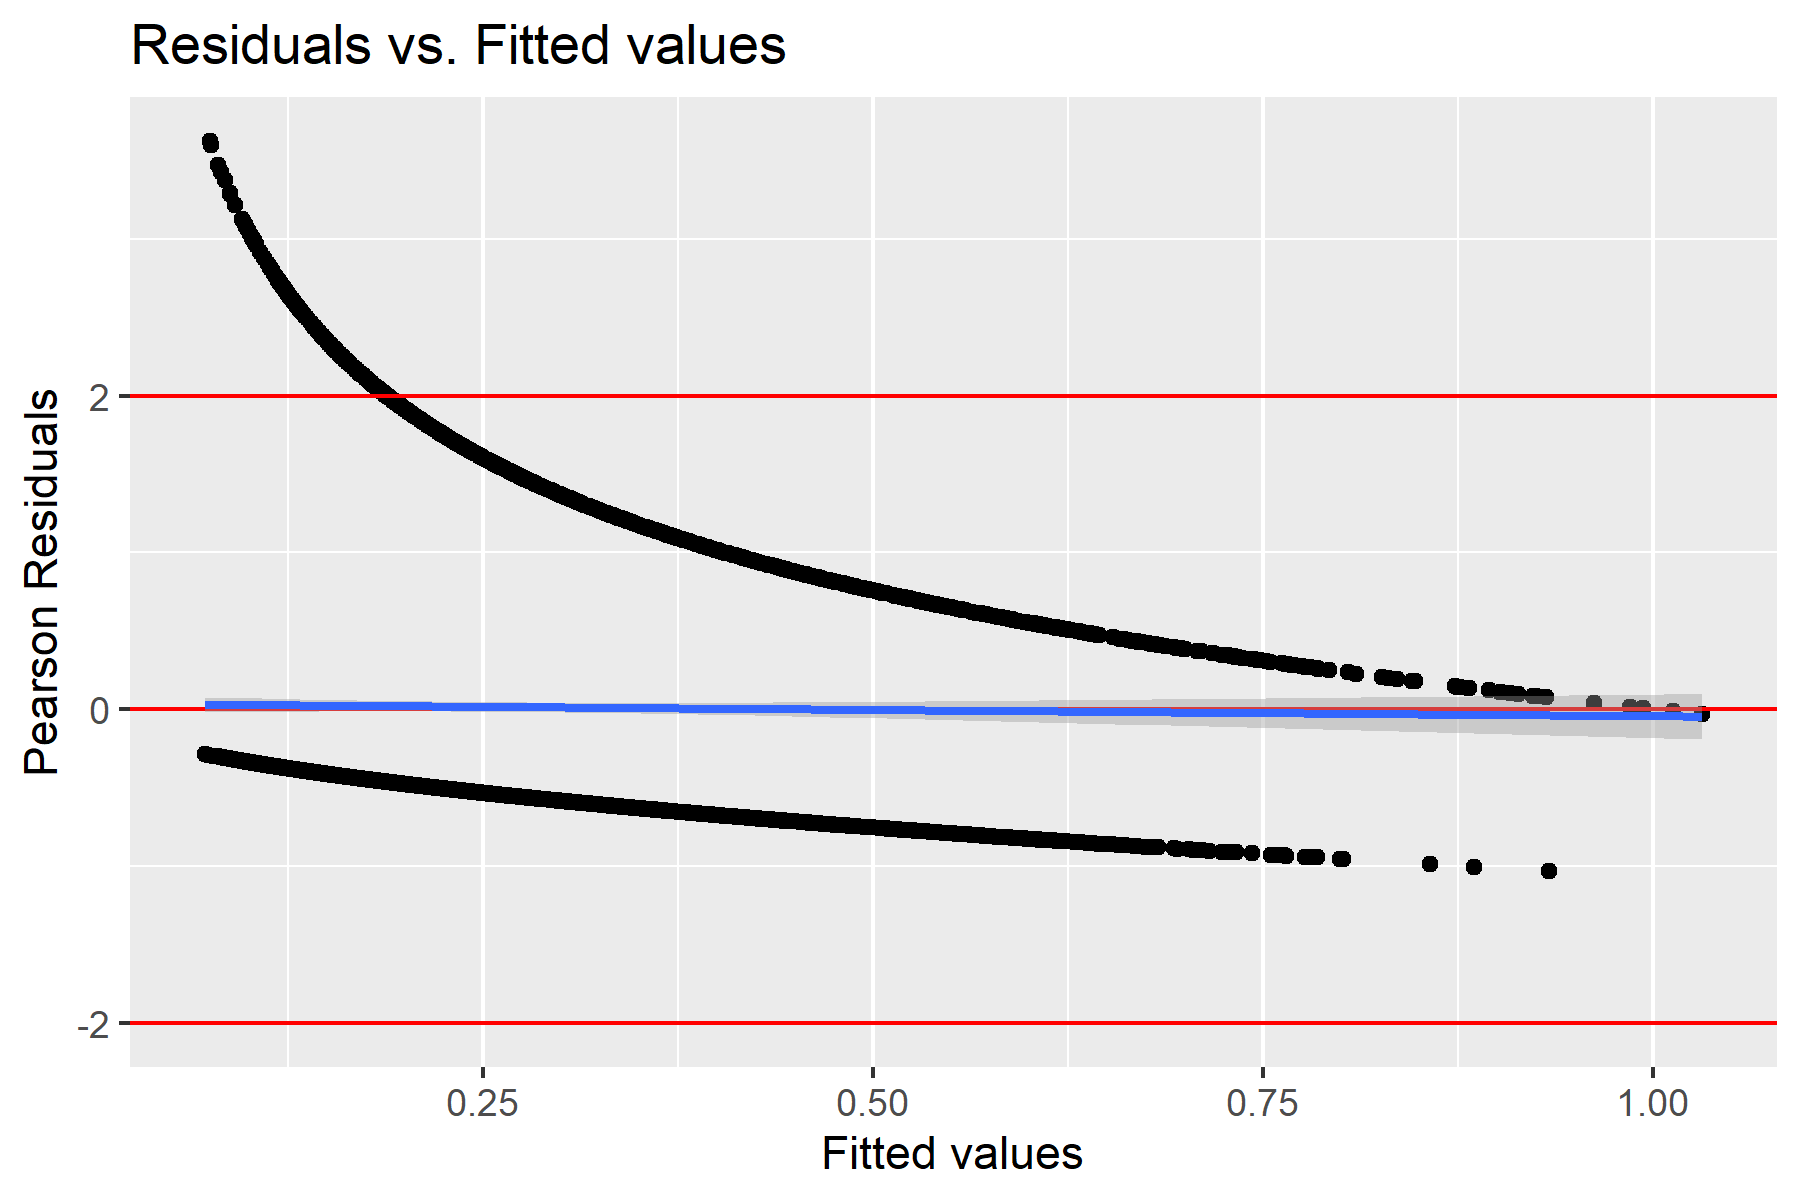 Residuals vs. Fitted values
Pearson Residuals
2
0
-2
0.25
0.50
0.75
1.00
Fitted values